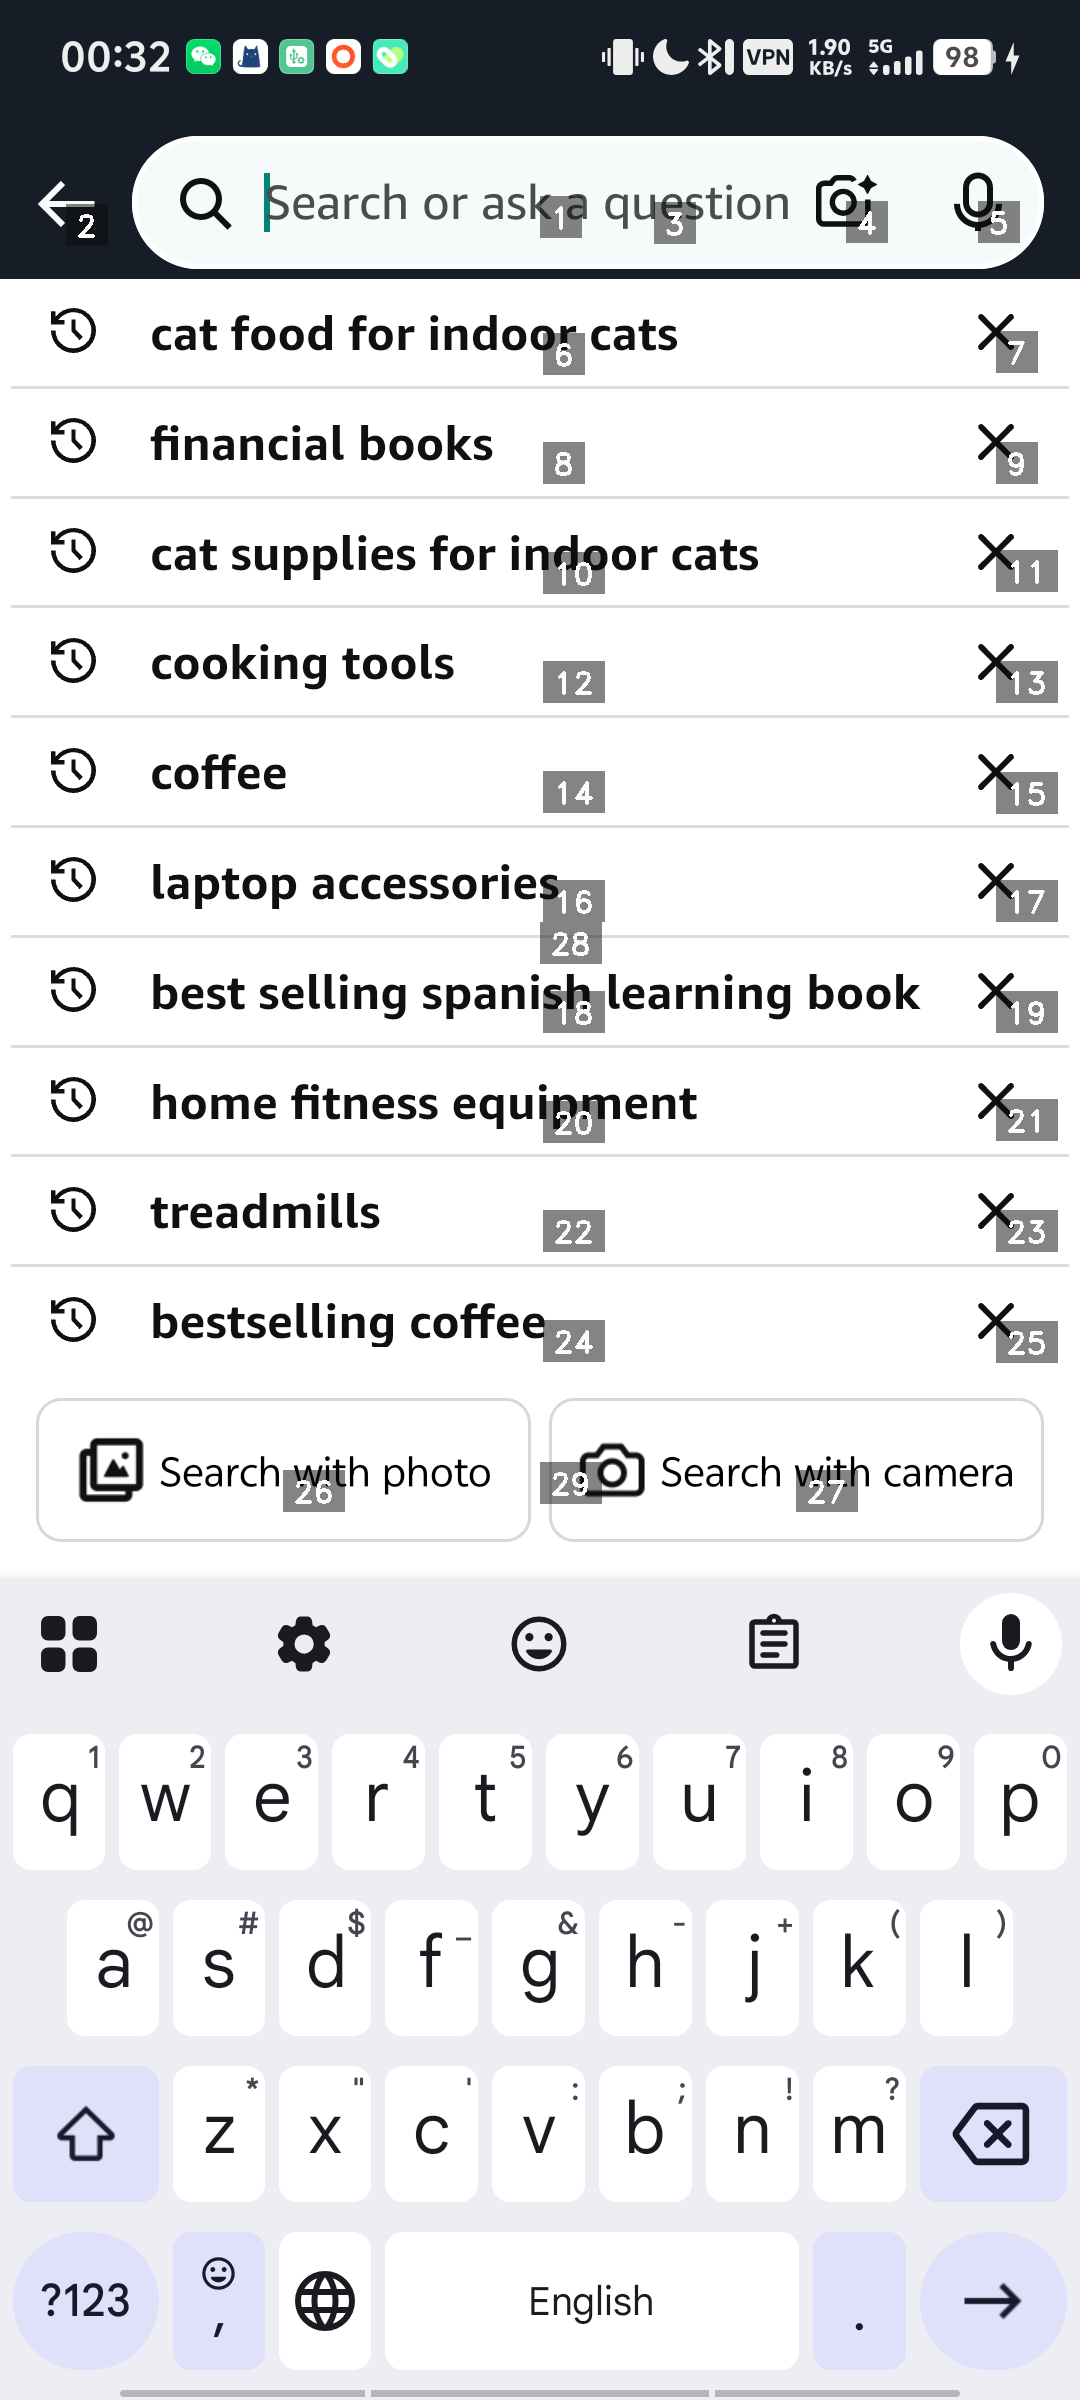 00:32
VPN
1.90 KB/s
5G
98
Search or ask a question
1
2
3
4
5
cat food for indoor cats
6
7
financial books
8
9
cat supplies for indoor cats
10
11
cooking tools
12
13
coffee
14
15
laptop accessories
16
17
28
best selling spanish learning book
18
19
home fitness equipment
20
21
treadmills
22
23
bestselling coffee
24
25
Search with photo
26
29
Search with camera
27
1 2 3 4 5 6 7 8 9 0
q w e r t y u i o p
@ # $ _ & - + ( )
a s d f g h j k l
* " ' : ; ! ?
z x c v b n m
?123 , English .